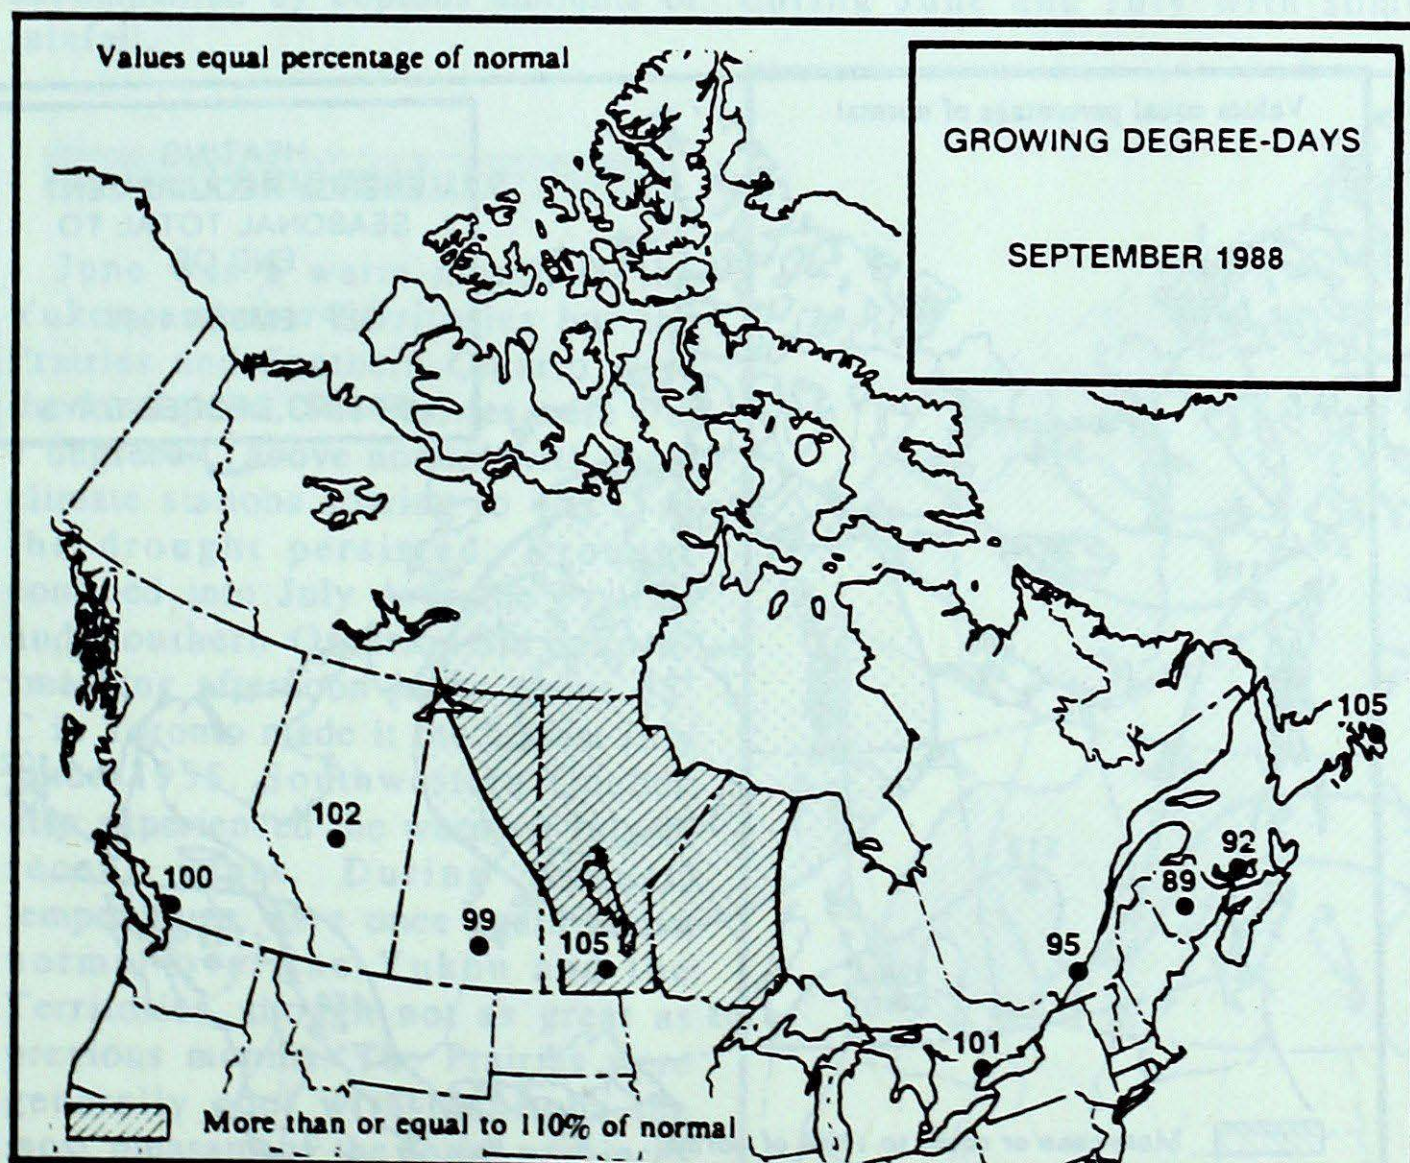 Values equal percentage of normal
GROWING DEGREE-DAYS
SEPTEMBER 1988
105
102
92
100
89
99
105
95
101
More than or equal to 110% of normal